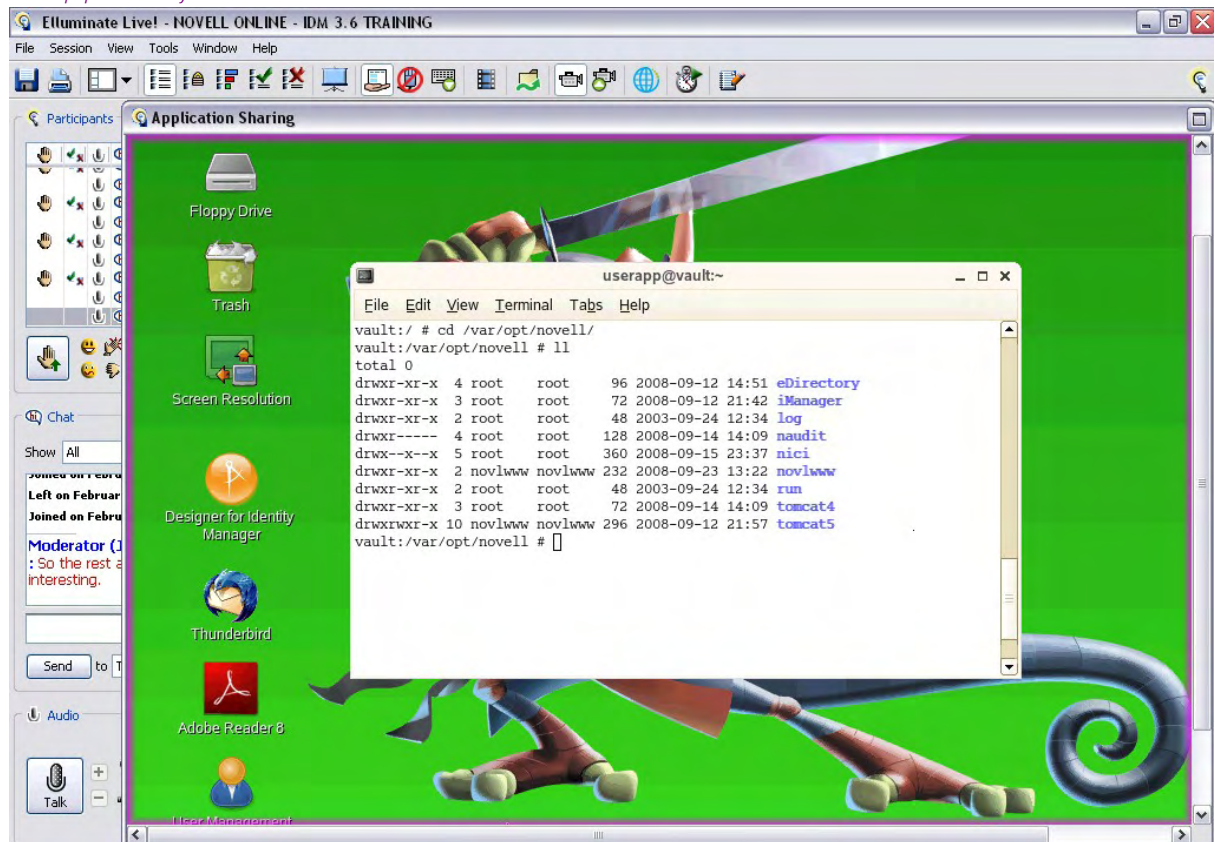 Elluminate Live! - NOVELL ONLINE - IDM 3.6 TRAINING
File Session View Tools Window Help
Participants
Application Sharing
Floppy Drive
Trash
Screen Resolution
Chat
Show All
Left on Februar
Joined on Febru
Moderator (
: So the rest a
interesting.
Send to T
Audio
Talk
Designer for Identity
Manager
Thunderbird
Adobe Reader 8
User Management
userapp@vault:~
File Edit View Terminal Tabs Help
vault:/ # cd /var/opt/novell/
vault:/var/opt/novell # ll
total 0
drwxr-xr-x 4 root root 96 2008-09-12 14:51 eDirectory
drwxr-xr-x 3 root root 72 2008-09-12 21:42 iManager
drwxr-xr-x 2 root root 48 2003-09-24 12:34 log
drwxr----- 4 root root 128 2008-09-14 14:09 naudit
drwx--x--x 5 root root 360 2008-09-15 23:37 nici
drwxr-xr-x 2 novlwww novlwww 232 2008-09-23 13:22 novlwww
drwxr-xr-x 2 root root 48 2003-09-24 12:34 run
drwxr-xr-x 3 root root 72 2008-09-14 14:09 tomcat4
drwxrwxr-x 10 novlwww novlwww 296 2008-09-12 21:57 tomcat5
vault:/var/opt/novell #